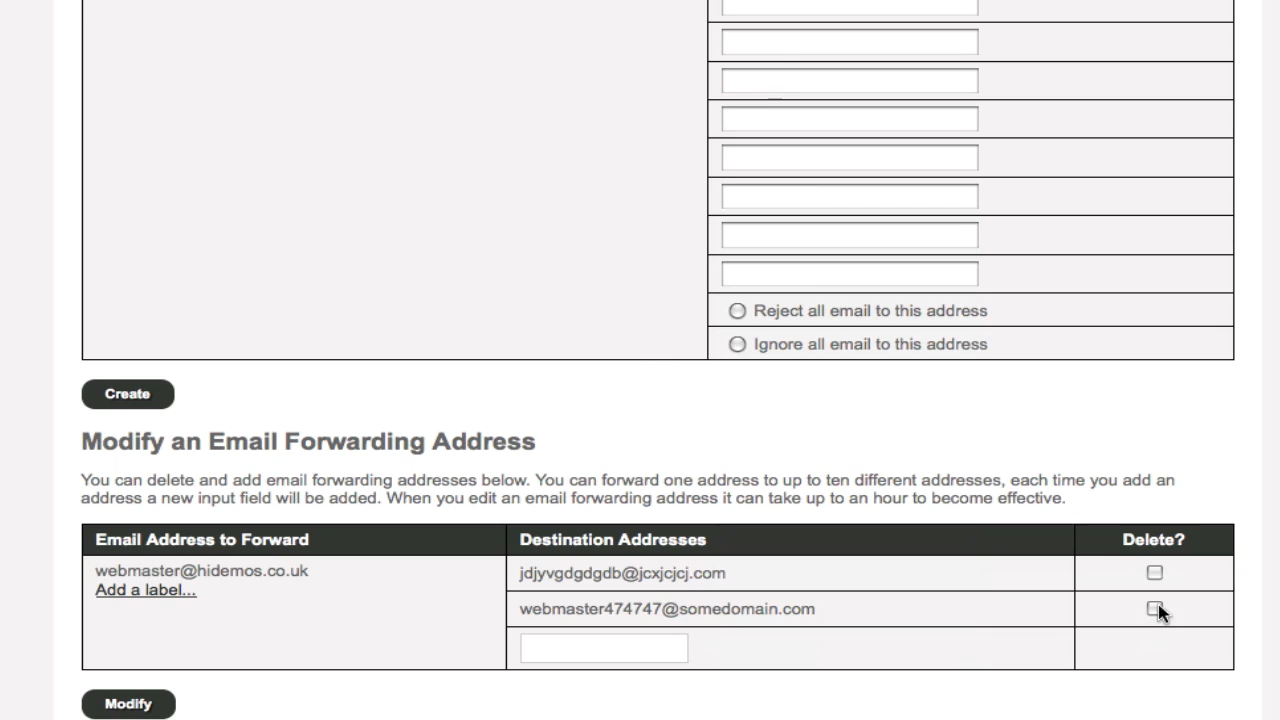 Reject all email to this address
Ignore all email to this address
Create
Modify an Email Forwarding Address
You can delete and add email forwarding addresses below. You can forward one address to up to ten different addresses, each time you add an
address a new input field will be added. When you edit an email forwarding address it can take up to an hour to become effective.
Email Address to Forward Destination Addresses Delete?
webmaster@hidemos.co.uk jdjyvgdgdgdb@jcxjcjcj.com
Add a label...
webmaster474747@somedomain.com
Modify